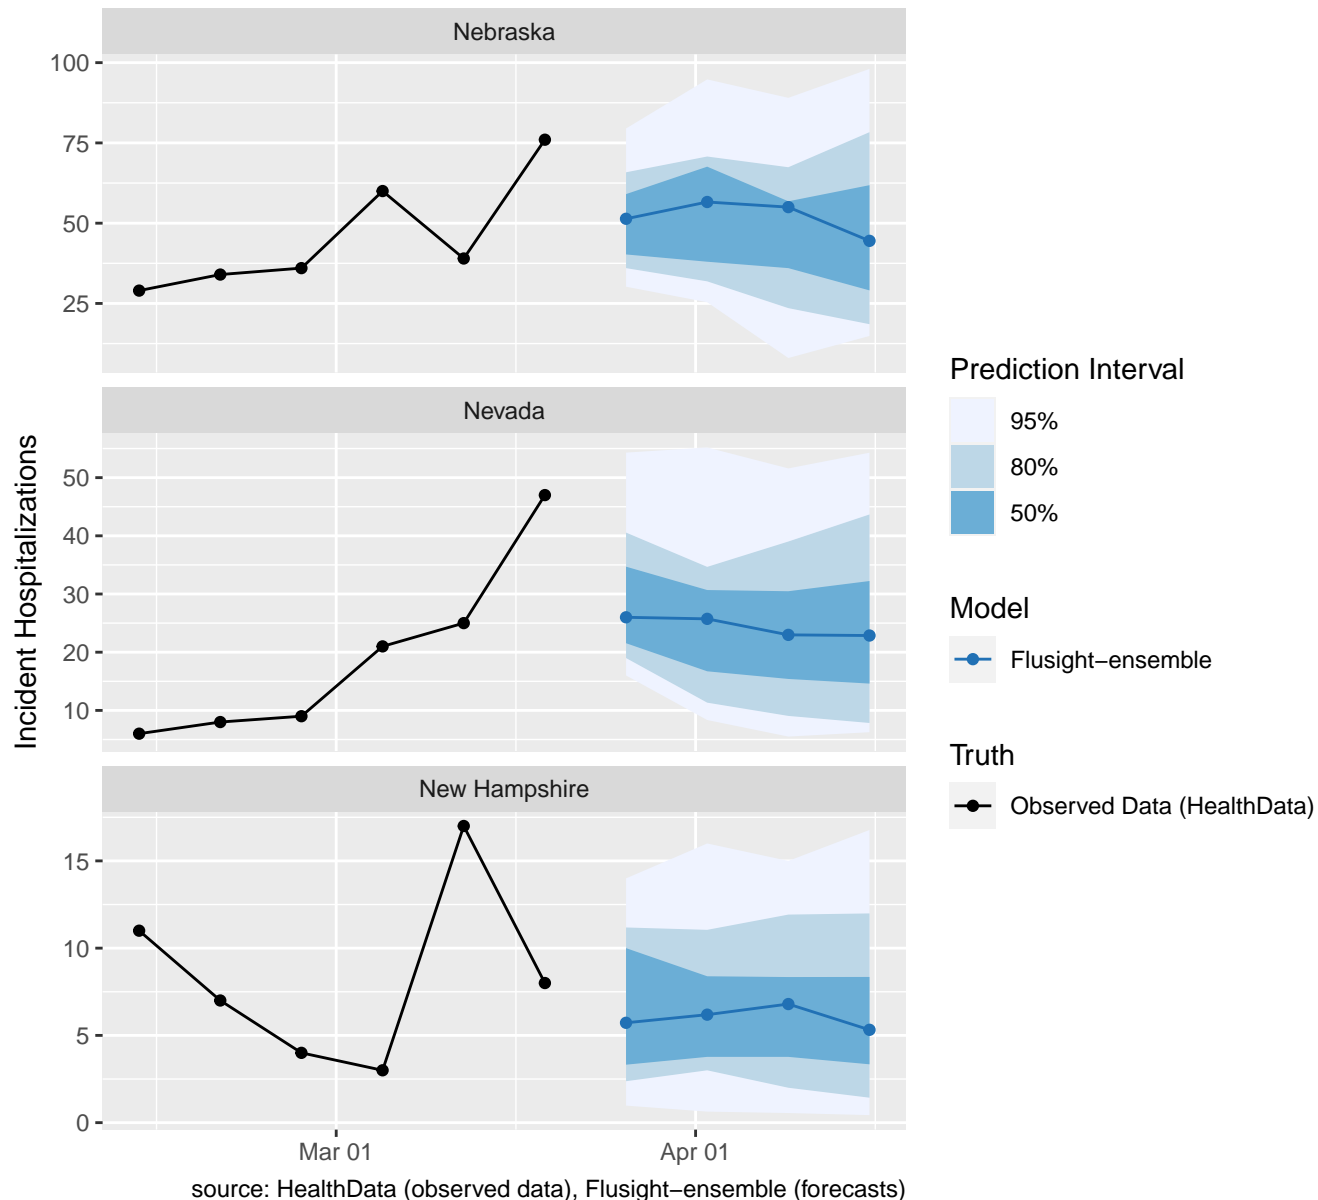 Nebraska
100
75
50
25
Nevada
50
40
30
20
10
New Hampshire
15
10
5
0
Mar 01
Apr 01
Incident Hospitalizations
source: HealthData (observed data), Flusight−ensemble (forecasts)
Prediction Interval
95%
80%
50%
Model
Flusight−ensemble
Truth
Observed Data (HealthData)